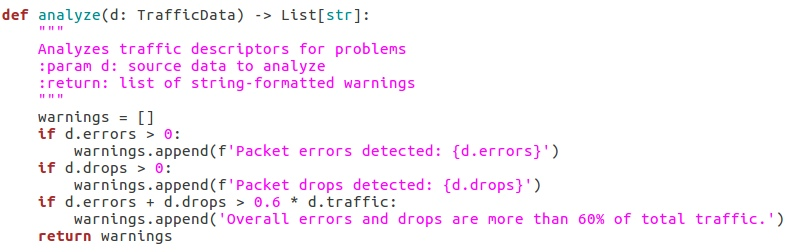 def analyze(d: TrafficData) -> List[str]:
    """
    Analyzes traffic descriptors for problems
    :param d: source data to analyze
    :return: list of string-formatted warnings
    """
    warnings = []
    if d.errors > 0:
        warnings.append(f'Packet errors detected: {d.errors}')
    if d.drops > 0:
        warnings.append(f'Packet drops detected: {d.drops}')
    if d.errors + d.drops > 0.6 * d.traffic:
        warnings.append('Overall errors and drops are more than 60% of total traffic.')
    return warnings